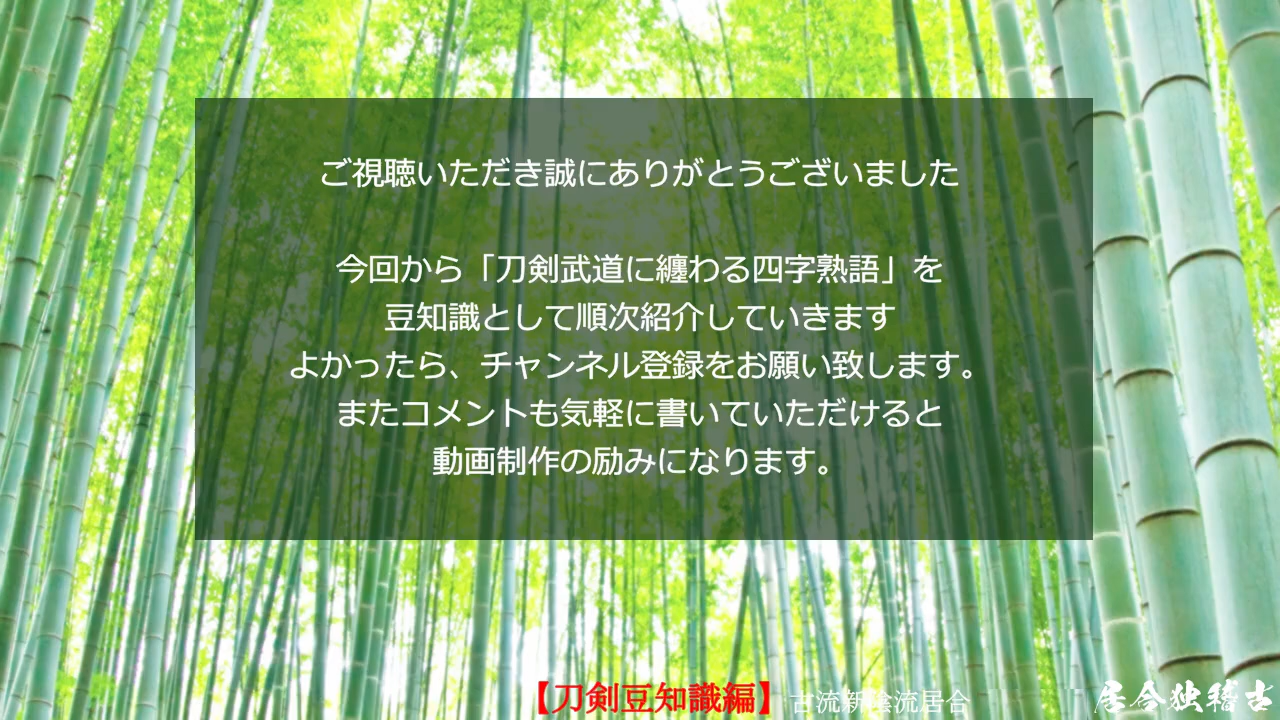 ご視聴いただき誠にありがとうございました
今回から「刀剣武道に纏わる四字熟語」を
豆知識として順次紹介していきます
よかったら、チャンネル登録をお願い致します。
またコメントも気軽に書いていただけると
動画制作の励みになります。
【刀剣豆知識編】 古流新陰流居合 居合独稽古